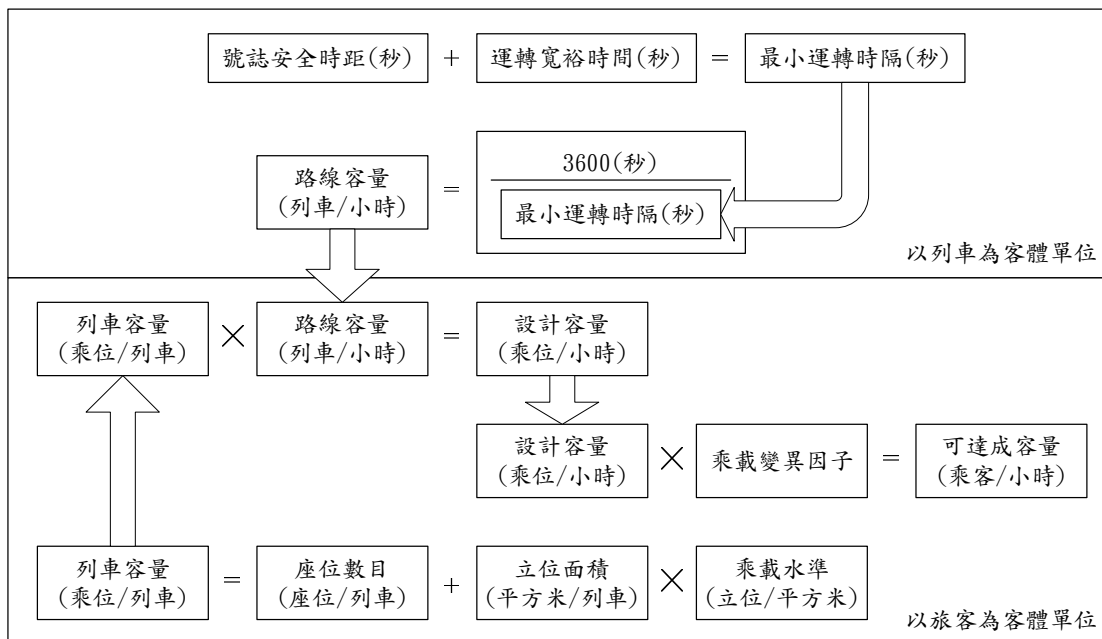 號誌安全時距(秒) + 運轉寬裕時間(秒) = 最小運轉時隔(秒)
3600(秒)
路線容量 =
(列車/小時)
最小運轉時隔(秒)
以列車為客體單位
列車容量 × 路線容量 = 設計容量
(乘位/列車) (列車/小時) (乘位/小時)
設計容量 × 乘載變異因子 = 可達成容量
(乘位/小時) (乘客/小時)
列車容量 = 座位數目 + 立位面積 × 乘載水準
(乘位/列車) (座位/列車) (平方米/列車) (立位/平方米)
以旅客為客體單位